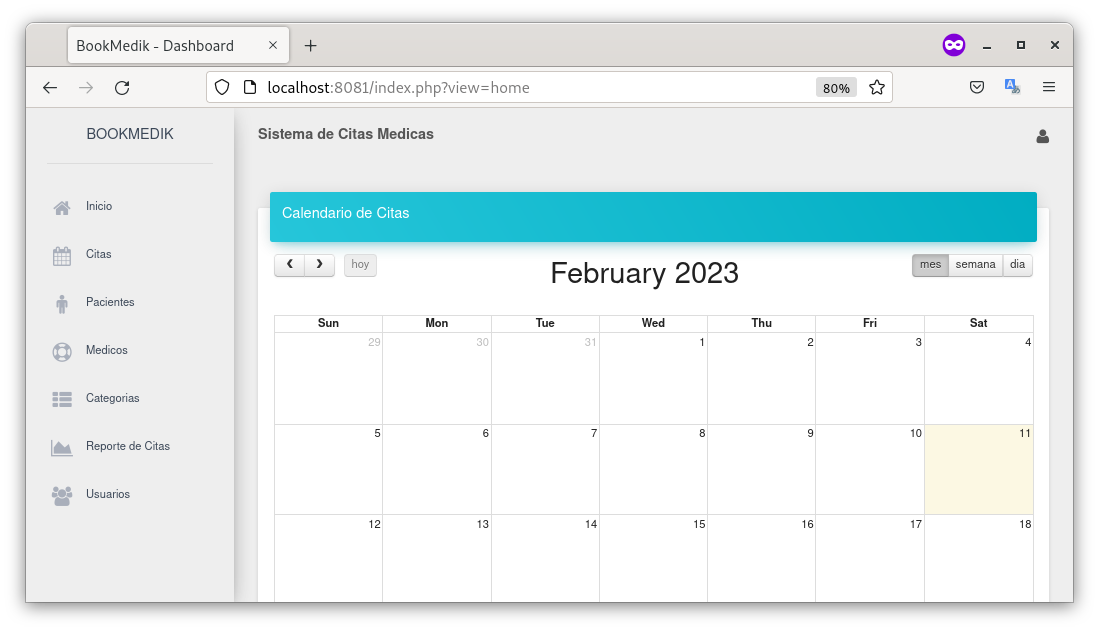 BookMedik - Dashboard
localhost:8081/index.php?view=home
80%
BOOKMEDIK
Sistema de Citas Medicas
Inicio
Citas
Pacientes
Medicos
Categorias
Reporte de Citas
Usuarios
Calendario de Citas
hoy
February 2023
mes semana dia
Sun Mon Tue Wed Thu Fri Sat
29 30 31 1 2 3 4
5 6 7 8 9 10 11
12 13 14 15 16 17 18